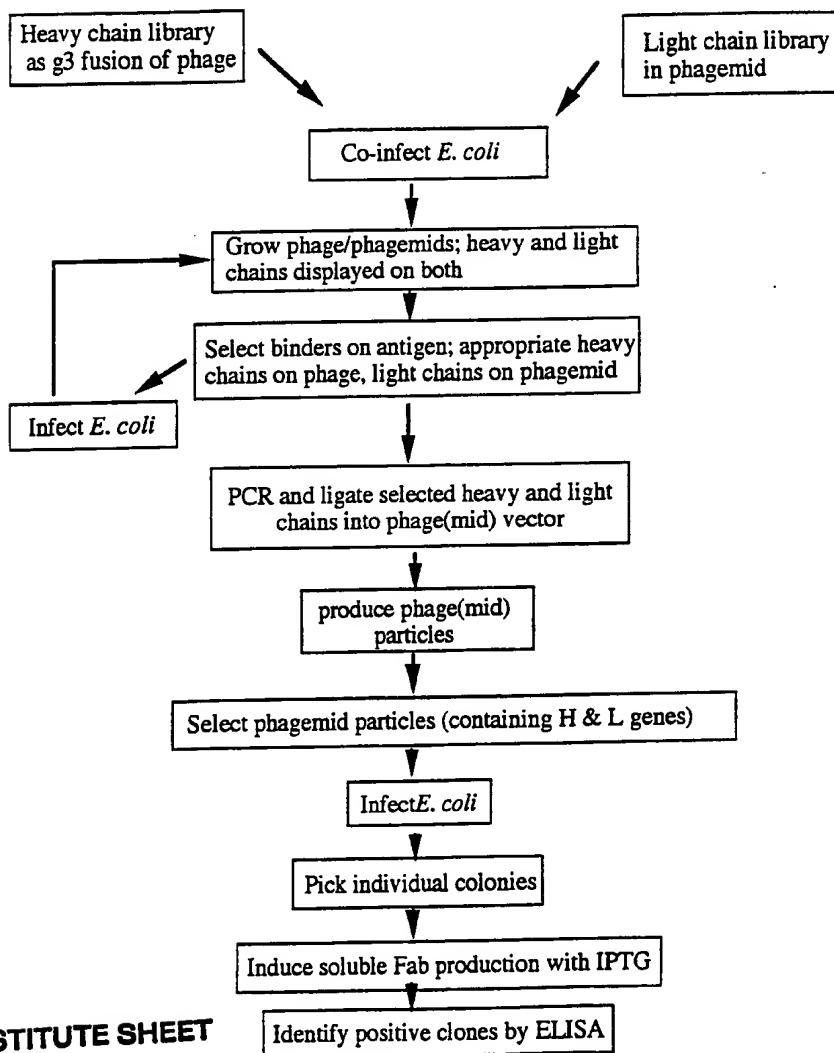 Heavy chain library
as g3 fusion of phage
Light chain library
in phagemid
Co-infect E. coli
Grow phage/phagemids; heavy and light
chains displayed on both
Select binders on antigen; appropriate heavy
chains on phage, light chains on phagemid
Infect E. coli
PCR and ligate selected heavy and light
chains into phage(mid) vector
produce phage(mid)
particles
Select phagemid particles (containing H & L genes)
InfectE. coli
Pick individual colonies
Induce soluble Fab production with IPTG
STITUTE SHEET
Identify positive clones by ELISA